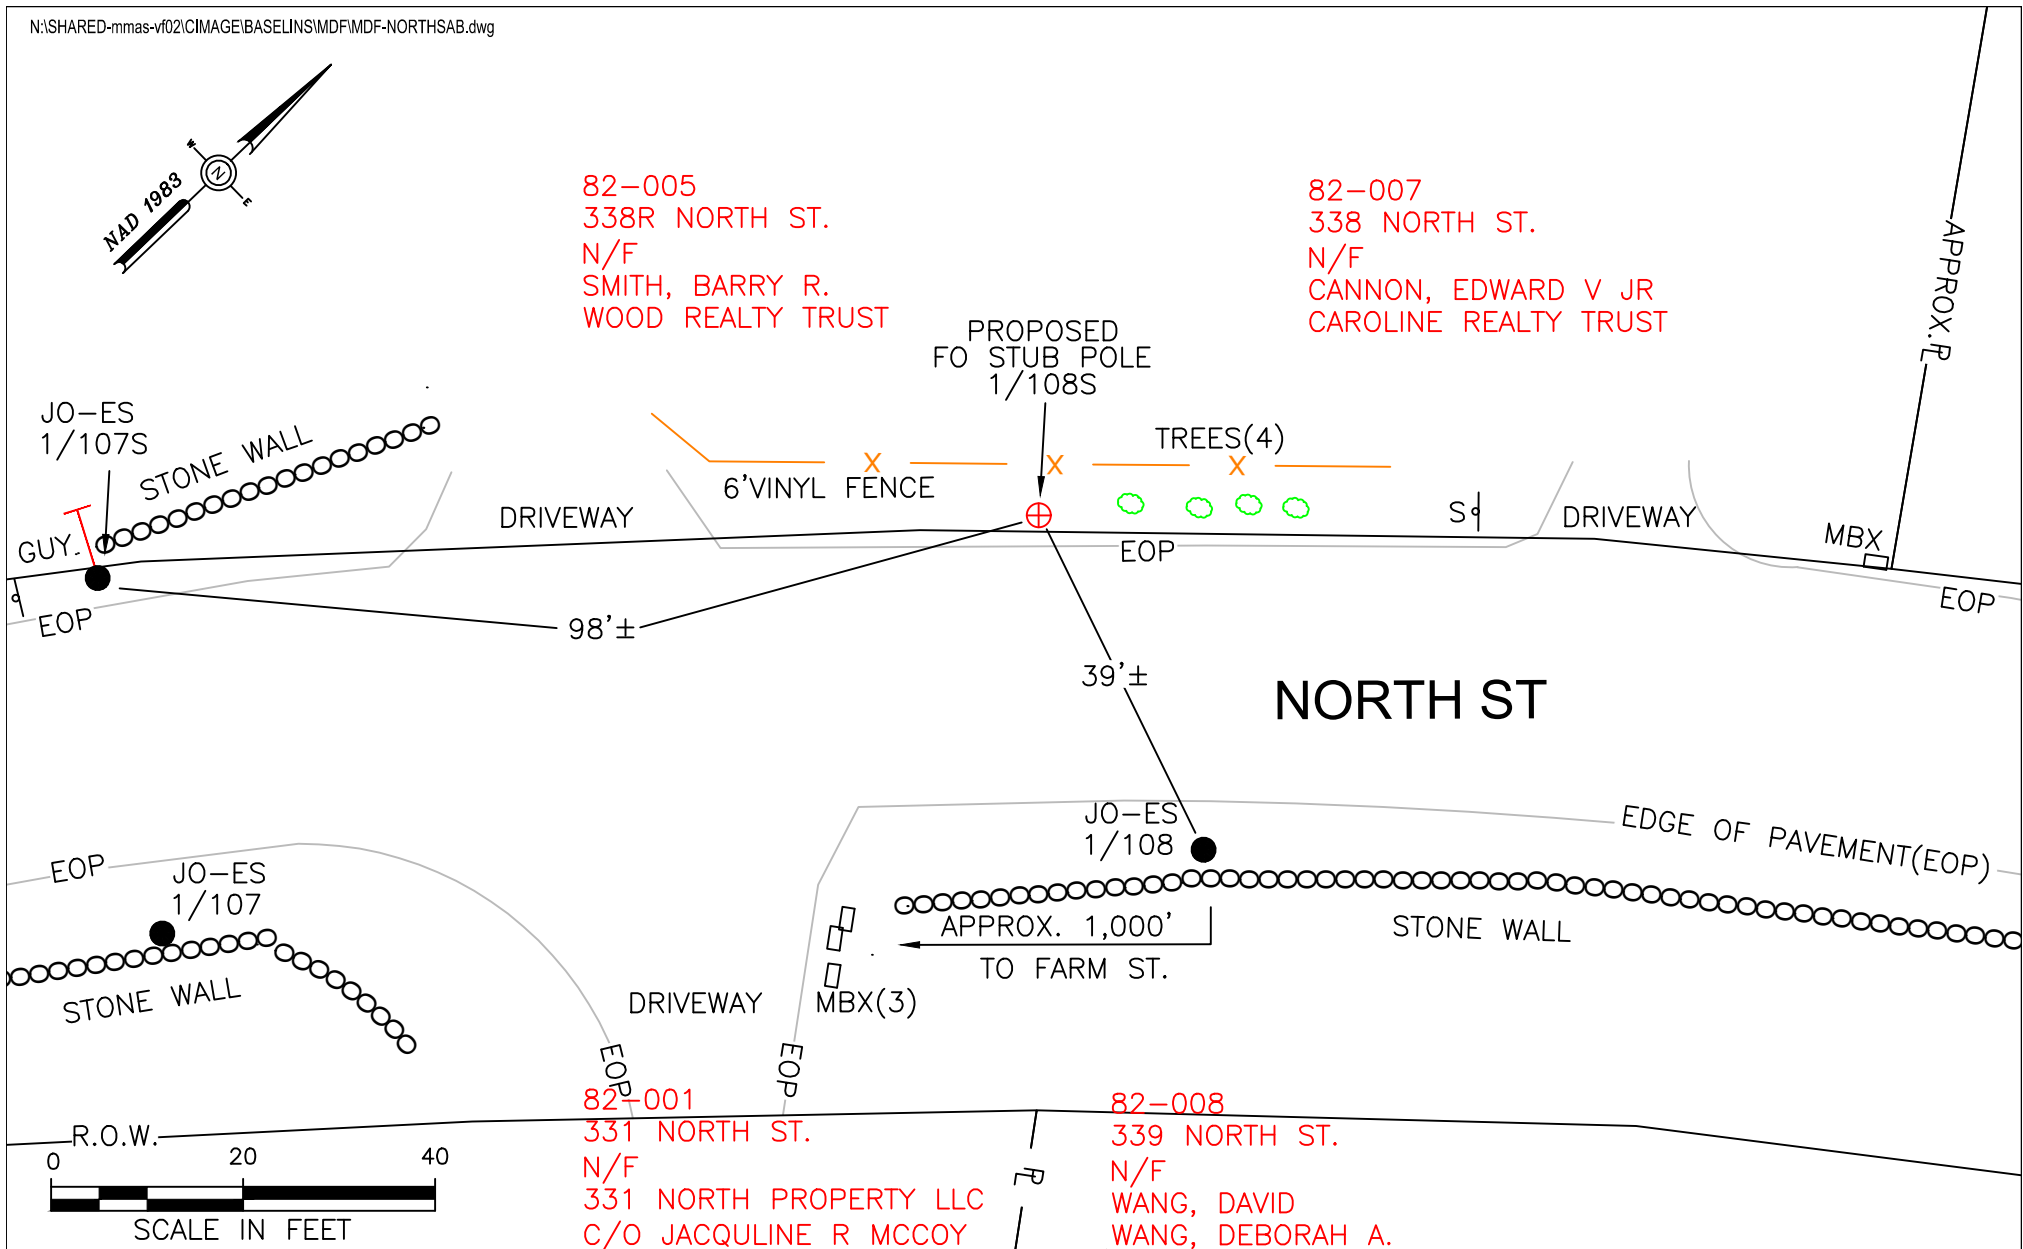 N:\SHARED-mmas-vf02\CIMAGE\BASELINS\MDF\MDF-NORTHSAB.dwg
W
N
E
NAD 1983
82-005
338R NORTH ST.
N/F
SMITH, BARRY R.
WOOD REALTY TRUST
82-007
338 NORTH ST.
N/F
CANNON, EDWARD V JR
CAROLINE REALTY TRUST
APPROX. PL
PROPOSED
FO STUB POLE
1/108S
JO-ES
1/107S
STONE WALL
GUY
EOP
DRIVEWAY
6'VINYL FENCE
X
X
X
TREES(4)
EOP
S
DRIVEWAY
MBX
EOP
98'±
39'±
NORTH ST
EOP
JO-ES
1/107
STONE WALL
JO-ES
1/108
EDGE OF PAVEMENT(EOP)
APPROX. 1,000'
TO FARM ST.
STONE WALL
DRIVEWAY
MBX(3)
EOP
EOP
R.O.W.
0 20 40
SCALE IN FEET
82-001
331 NORTH ST.
N/F
331 NORTH PROPERTY LLC
C/O JACQULINE R MCCOY
PL
82-008
339 NORTH ST.
N/F
WANG, DAVID
WANG, DEBORAH A.